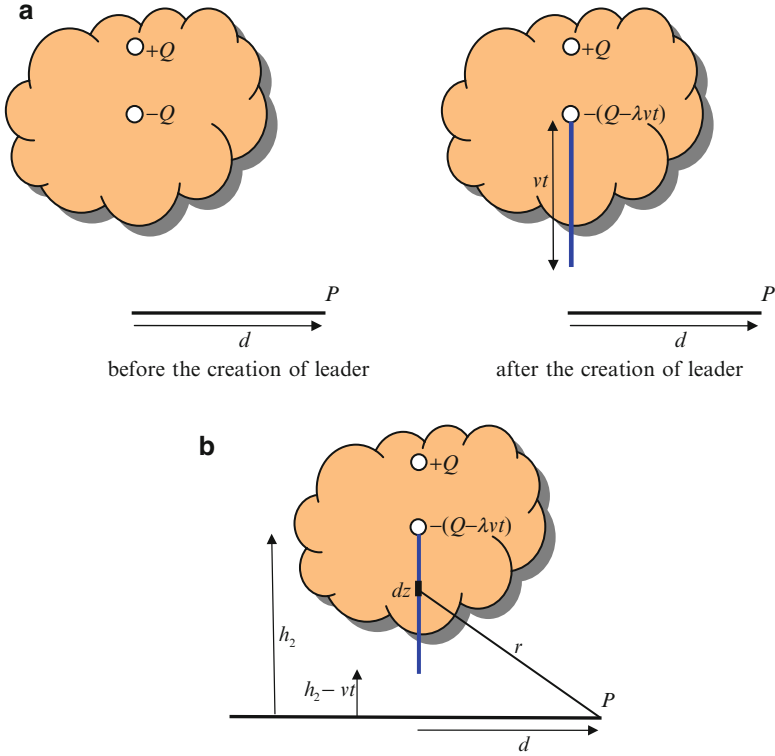 a
+Q
−Q
P
d
before the creation of leader
+Q
−(Q−λvt)
vt
P
d
after the creation of leader
b
+Q
−(Q−λvt)
dz
h₂
r
h₂− vt
P
d